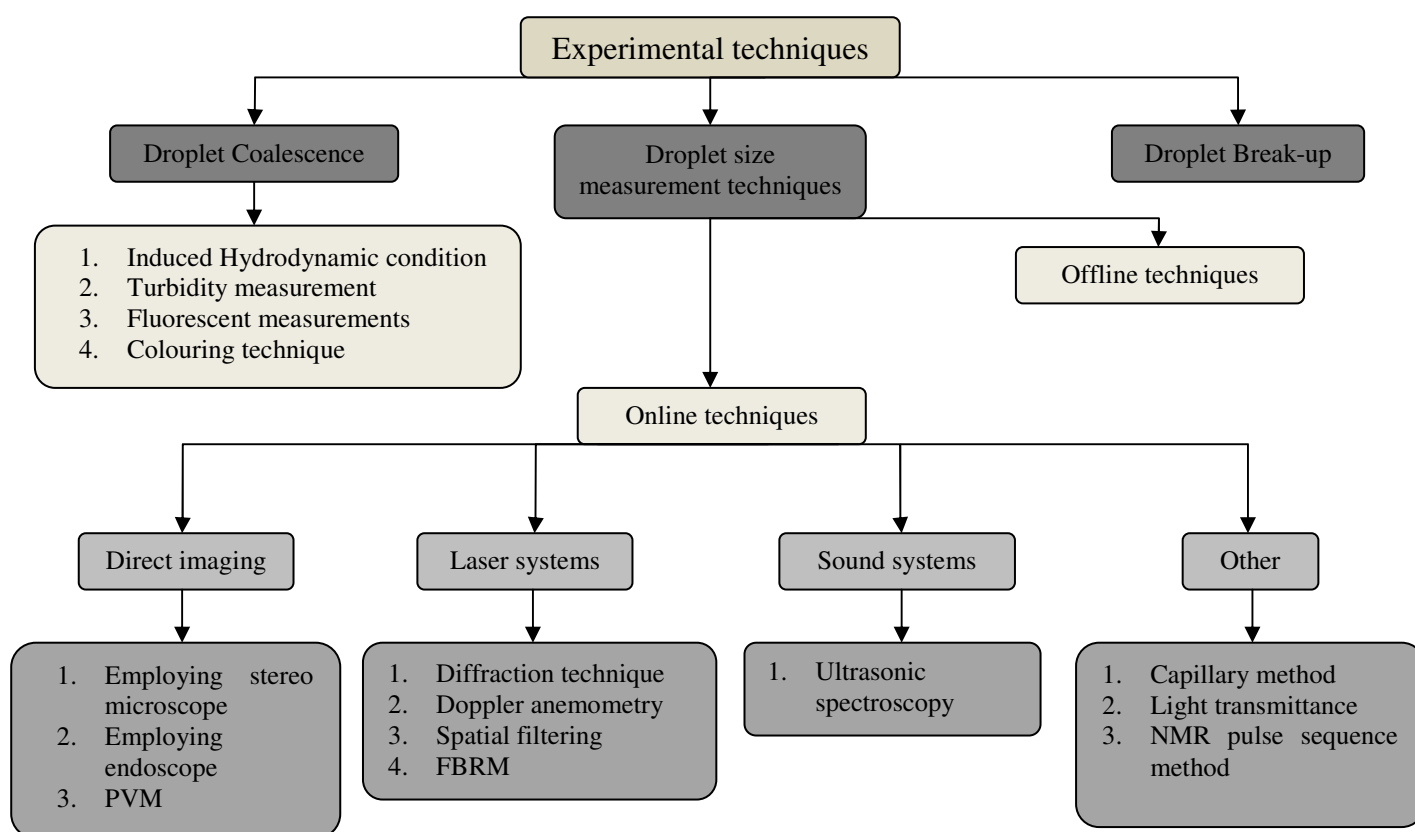 Experimental techniques
Droplet Coalescence
Droplet size
measurement techniques
Droplet Break-up
1. Induced Hydrodynamic condition
2. Turbidity measurement
3. Fluorescent measurements
4. Colouring technique
Offline techniques
Online techniques
Direct imaging
Laser systems
Sound systems
Other
1. Employing stereo
microscope
2. Employing
endoscope
3. PVM
1. Diffraction technique
2. Doppler anemometry
3. Spatial filtering
4. FBRM
1. Ultrasonic
spectroscopy
1. Capillary method
2. Light transmittance
3. NMR pulse sequence
method